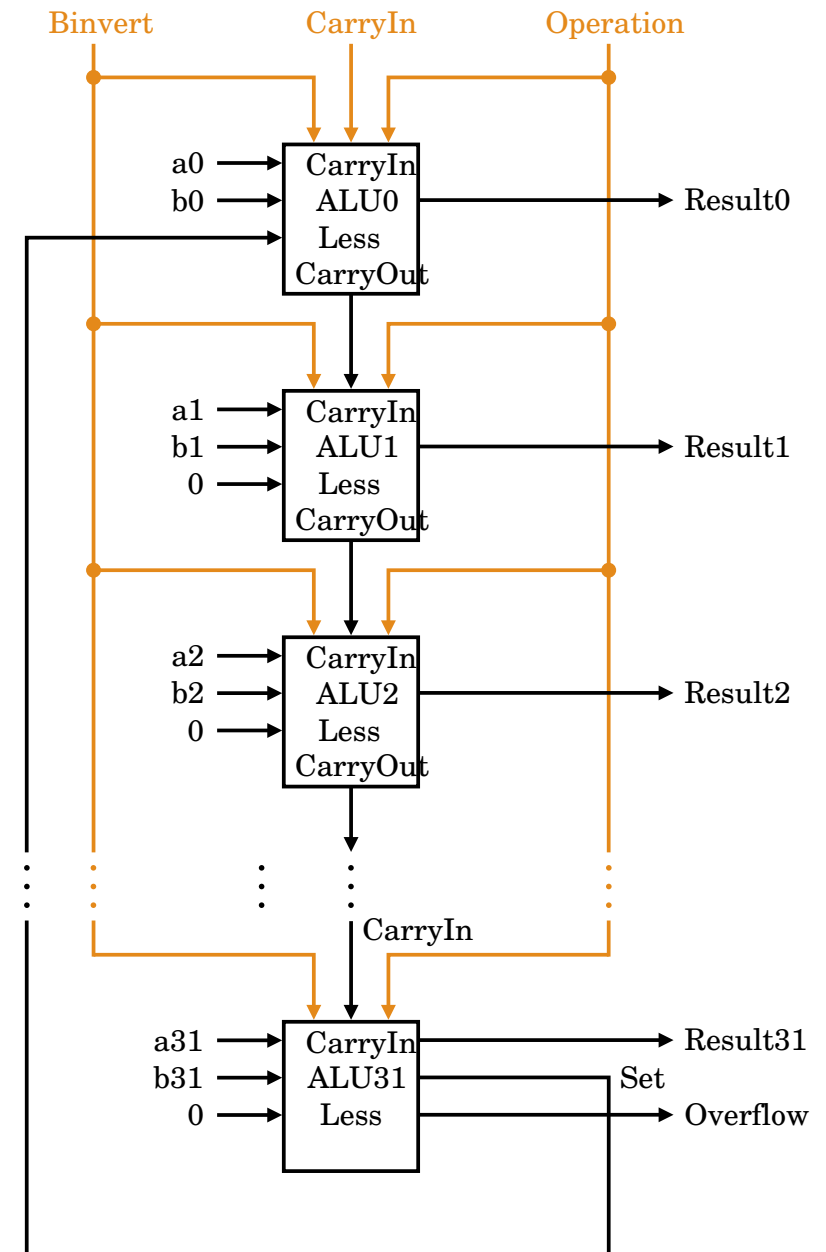 Binvert CarryIn Operation
a0 CarryIn
b0 ALU0 Result0
Less
CarryOut
a1 CarryIn
b1 ALU1 Result1
0 Less
CarryOut
a2 CarryIn
b2 ALU2 Result2
0 Less
CarryOut
CarryIn
a31 CarryIn Result31
b31 ALU31 Set
0 Less Overflow